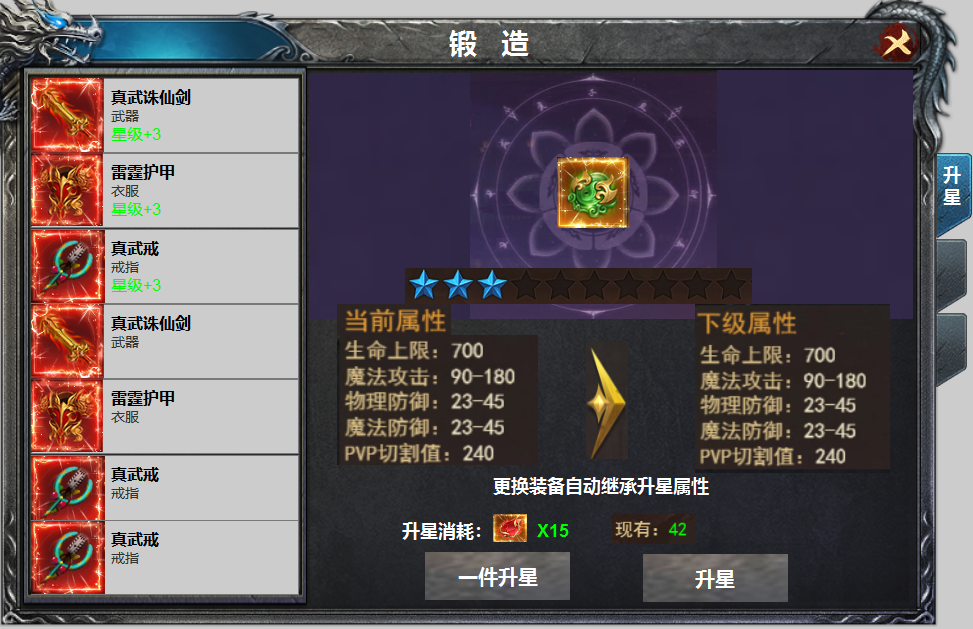 锻 造
真武诛仙剑
武器
星级+3
雷霆护甲
衣服
星级+3
真武戒
戒指
星级+3
真武诛仙剑
武器
雷霆护甲
衣服
真武戒
戒指
真武戒
戒指
升星
当前属性
生命上限：700
魔法攻击：90-180
物理防御：23-45
魔法防御：23-45
PVP切割值：240
下级属性
生命上限：700
魔法攻击：90-180
物理防御：23-45
魔法防御：23-45
PVP切割值：240
更换装备自动继承升星属性
升星消耗： X15
现有：42
一件升星
升星